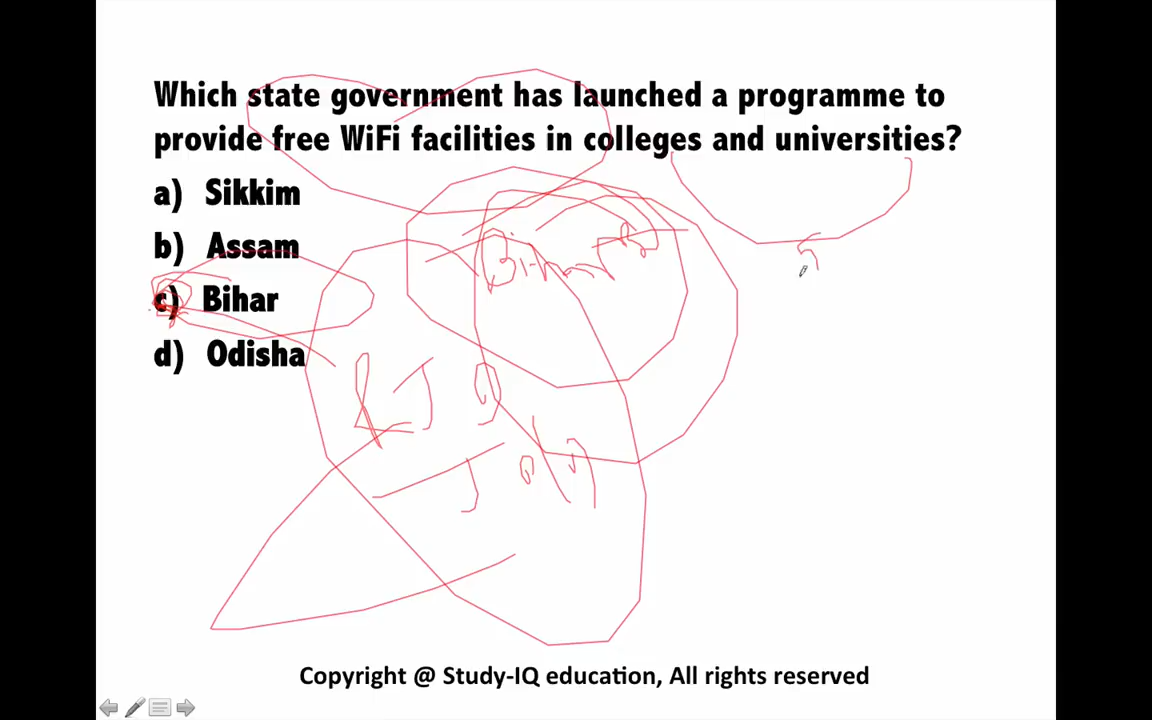 Which state government has launched a programme to
provide free WiFi facilities in colleges and universities?
a) Sikkim
b) Assam
Bihar
c) Bihar
d) Odisha
Copyright @ Study-IQ education, All rights reserved